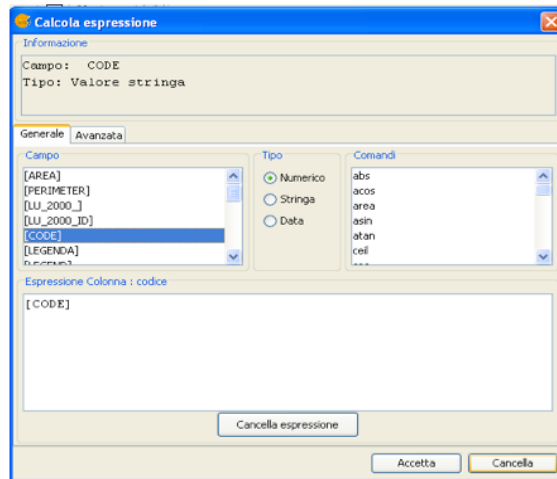 Calcola espressione
Informazione
Campo: CODE
Tipo: Valore stringa
Generale Avanzata
Campo
[AREA]
[PERIMETER]
[LU_2000_]
[LU_2000_ID]
[CODE]
[LEGENDA]
Tipo
Numerico
Stringa
Data
Comandi
abs
acos
area
asin
atan
ceil
Espressione Colonna : codice
[CODE]
Cancella espressione
Accetta Cancella